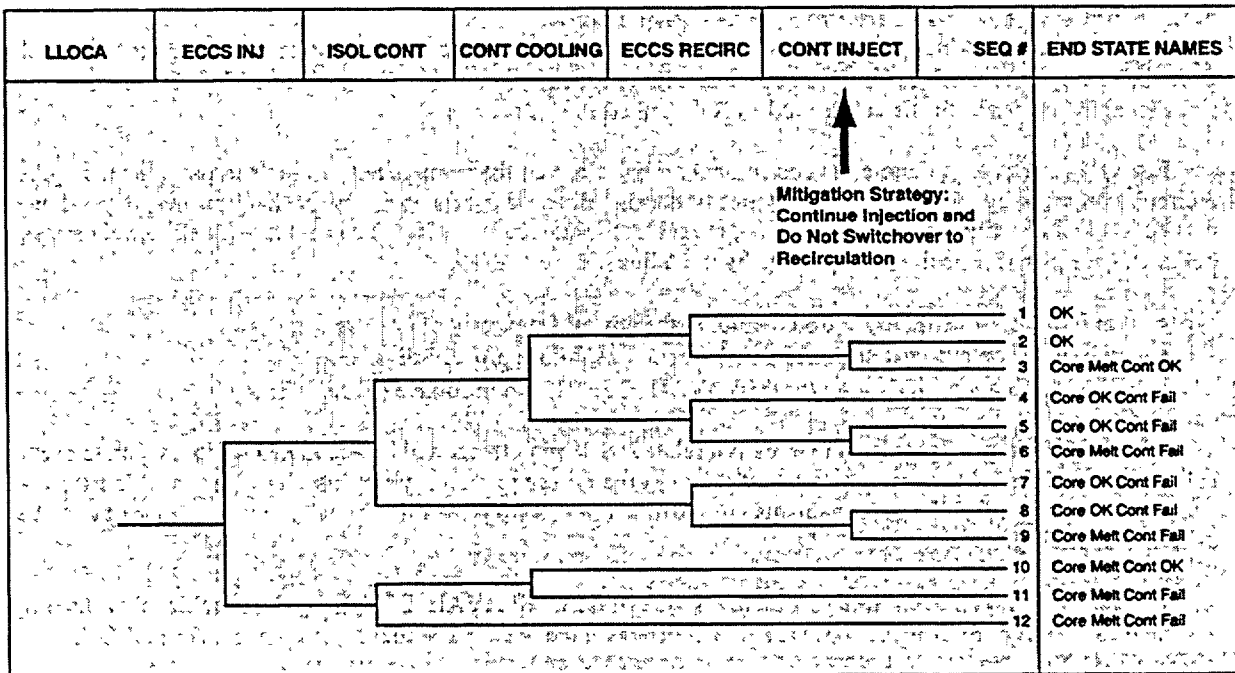 LLOCA ECCS INJ ISOL CONT CONT COOLING ECCS RECIRC CONT INJECT SEQ # END STATE NAMES
Mitigation Strategy:
Continue Injection and
Do Not Switchover to
Recirculation
1 OK
2 OK
3 Core Melt Cont OK
4 Core OK Cont Fail
5 Core OK Cont Fail
6 Core Melt Cont Fail
7 Core OK Cont Fail
8 Core OK Cont Fail
9 Core Melt Cont Fail
10 Core Melt Cont OK
11 Core Melt Cont Fail
12 Core Melt Cont Fail